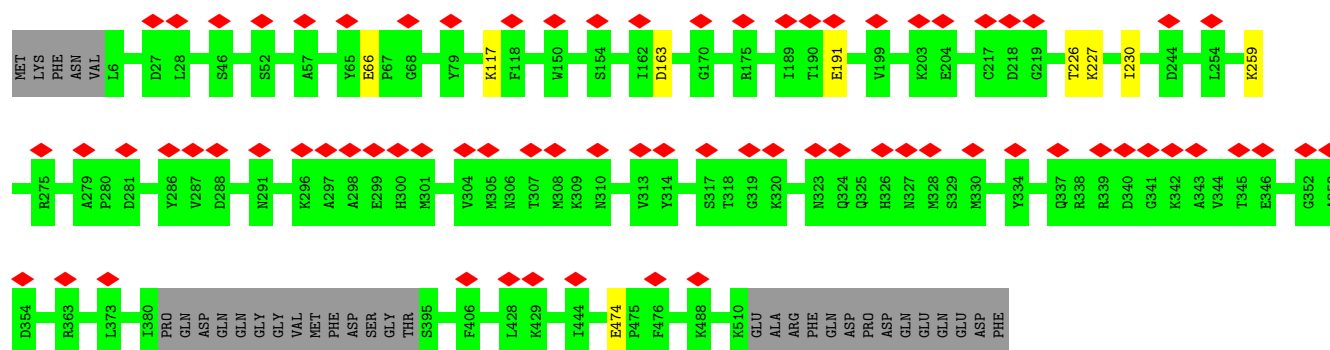 MET LYS PHE ASN VAL L6 D27 L28 S46 S52 A57 Y65 E66 P67 G68 Y79 K117 F118 W150 S154 I162 D163 G170 R175 I189 T190 E191 V199 K203 E204 C217 D218 G219 T226 K227 I230 D244 L254 K259
R275 A279 P280 D281 Y286 V287 D288 N291 K296 A297 A298 E299 H300 M301 V304 M305 N306 T307 M308 K309 N310 V313 Y314 S317 T318 G319 K320 N323 Q324 Q325 H326 N327 M328 S329 M330 Y334 Q337 R338 R339 D340 G341 K342 A343 V344 T345 E346 G352
D354 R363 L373 I380 PRO GLN ASP GLN GLN GLY GLY VAL MET PHE ASP SER GLY THR S395 F406 L428 K429 I444 E474 P475 F476 K488 K510 GLU ALA ARG PHE GLN ASP PRO ASP GLN GLU GLN GLU ASP PHE